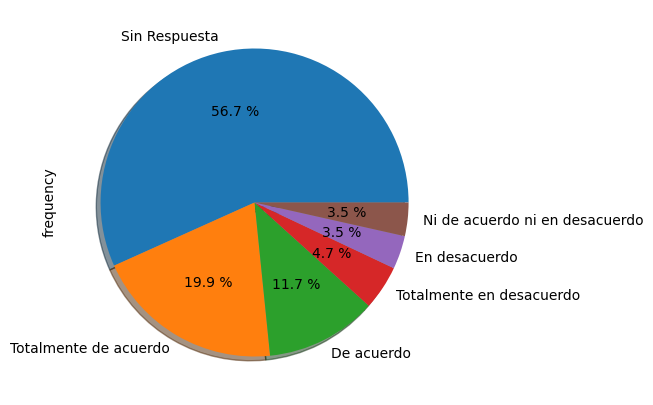 Sin Respuesta
56.7 %
frequency
3.5 %
Ni de acuerdo ni en desacuerdo
3.5 %
En desacuerdo
4.7 %
19.9 %
11.7 %
Totalmente en desacuerdo
Totalmente de acuerdo
De acuerdo